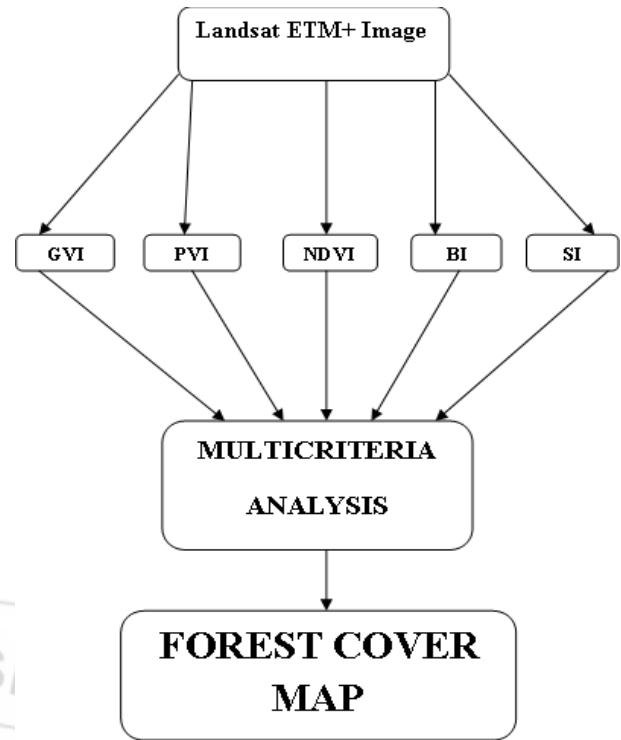 Landsat ETM+ Image
GVI
PVI
NDVI
BI
SI
MULTICRITERIA
ANALYSIS
FOREST COVER
MAP